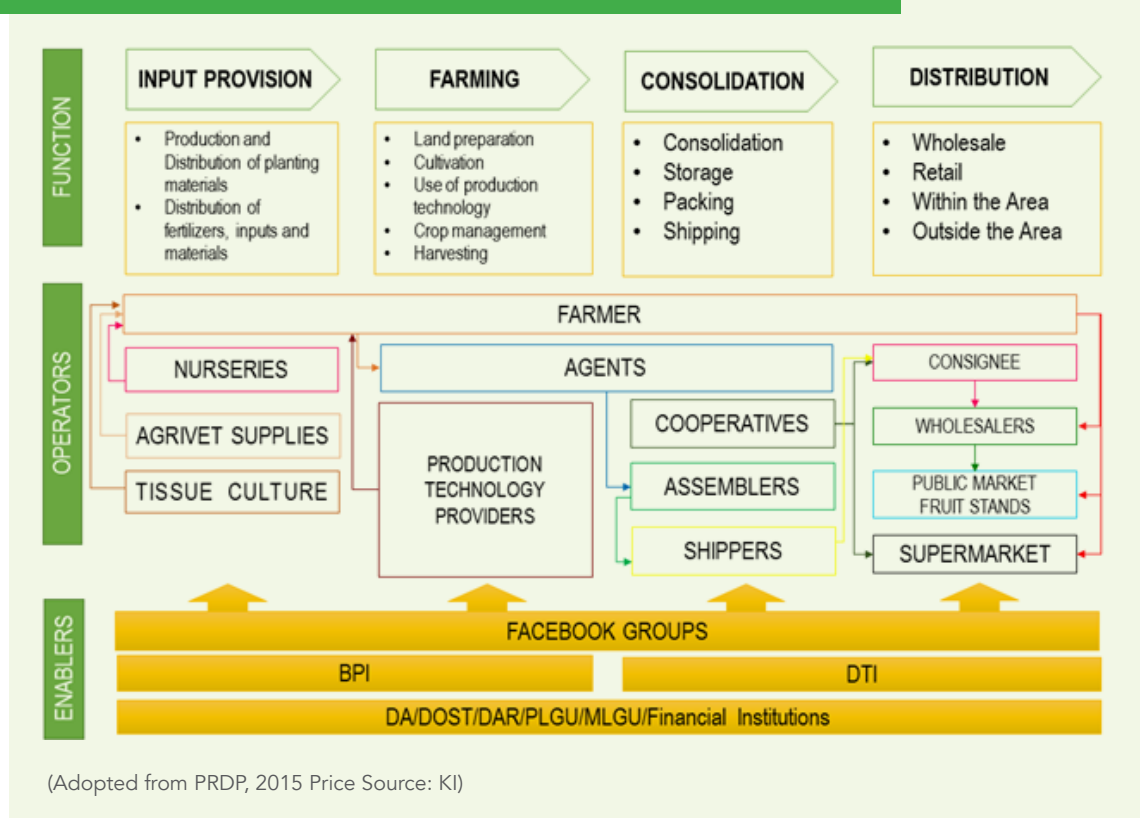 FUNCTION
INPUT PROVISION
FARMING
CONSOLIDATION
DISTRIBUTION
• Production and
Distribution of planting
materials
• Distribution of
fertilizers, inputs and
materials
• Land preparation
• Cultivation
• Use of production
technology
• Crop management
• Harvesting
• Consolidation
• Storage
• Packing
• Shipping
• Wholesale
• Retail
• Within the Area
• Outside the Area
OPERATORS
FARMER
NURSERIES
AGRIVET SUPPLIES
TISSUE CULTURE
AGENTS
PRODUCTION
TECHNOLOGY
PROVIDERS
COOPERATIVES
ASSEMBLERS
SHIPPERS
CONSIGNEE
WHOLESALERS
PUBLIC MARKET
FRUIT STANDS
SUPERMARKET
ENABLERS
FACEBOOK GROUPS
BPI
DTI
DA/DOST/DAR/PLGU/MLGU/Financial Institutions
(Adopted from PRDP, 2015 Price Source: KI)